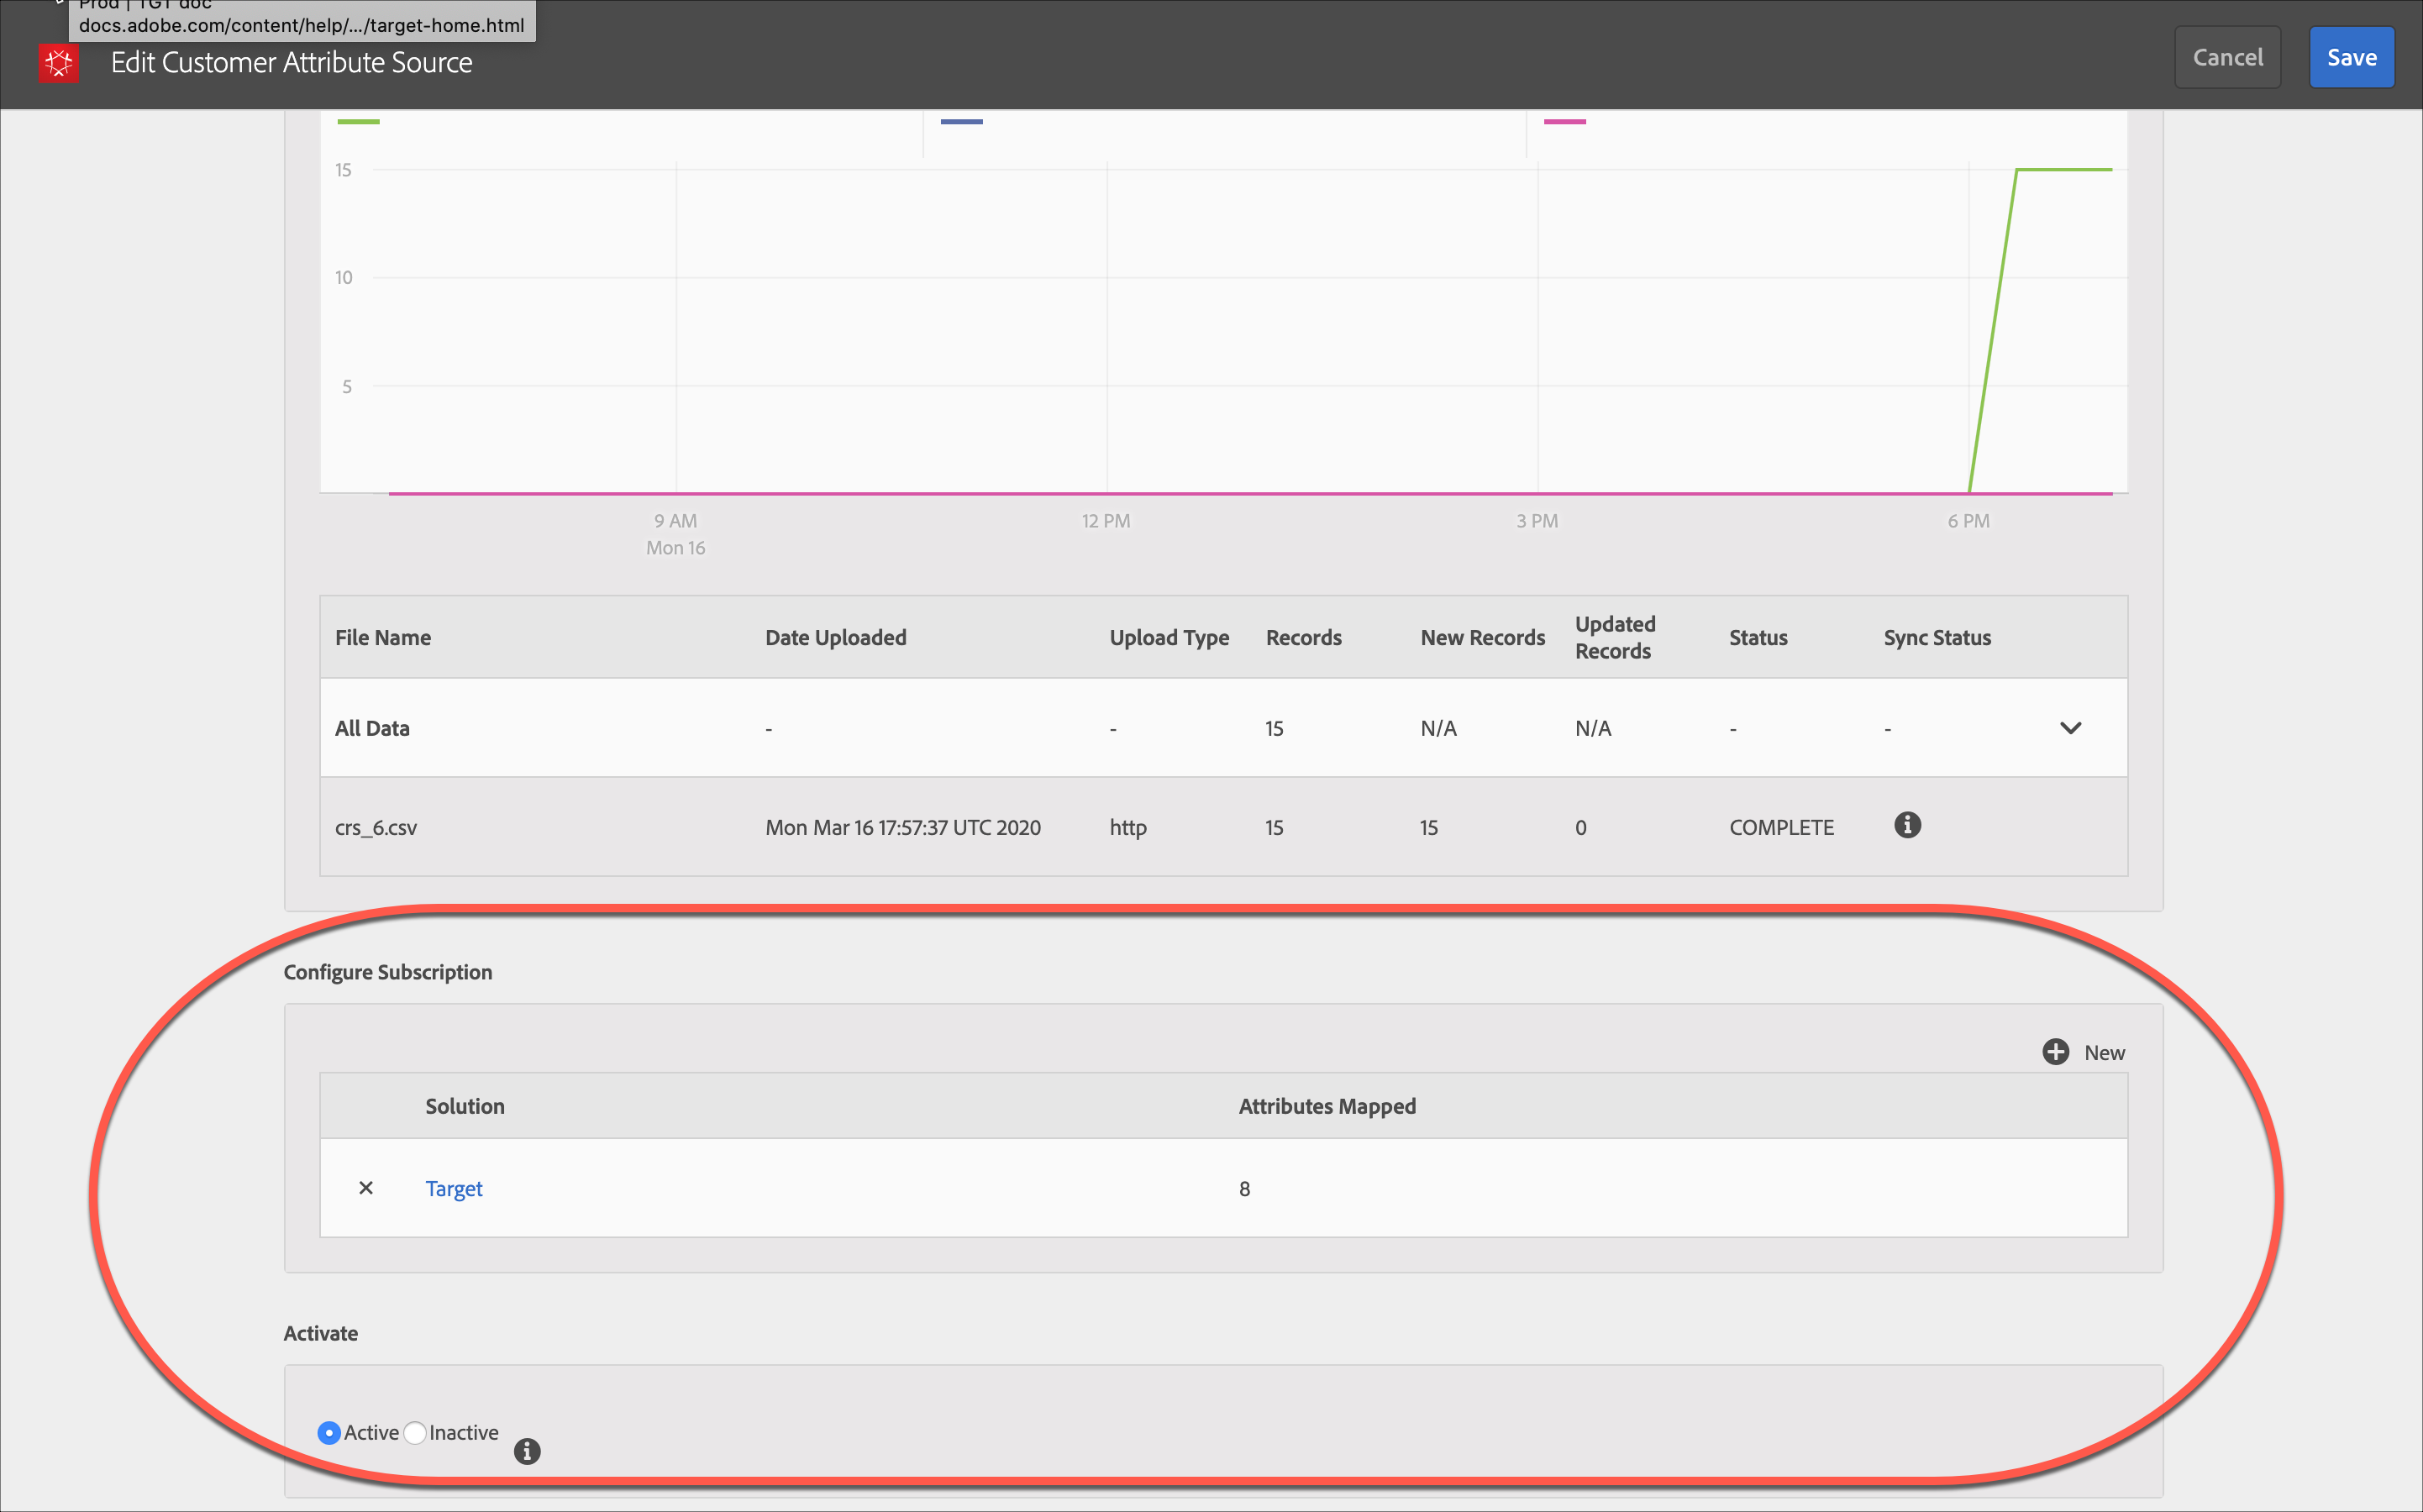 Prod | TGT doc
docs.adobe.com/content/help/.../target-home.html
Edit Customer Attribute Source
Cancel
Save
15
10
5
9 AM
12 PM
3 PM
6 PM
Mon 16
File Name
Date Uploaded
Upload Type
Records
New Records
Updated
Records
Status
Sync Status
All Data
-
-
15
N/A
N/A
-
-
crs_6.csv
Mon Mar 16 17:57:37 UTC 2020
http
15
15
0
COMPLETE
Configure Subscription
New
Solution
Attributes Mapped
Target
8
Activate
Active
Inactive